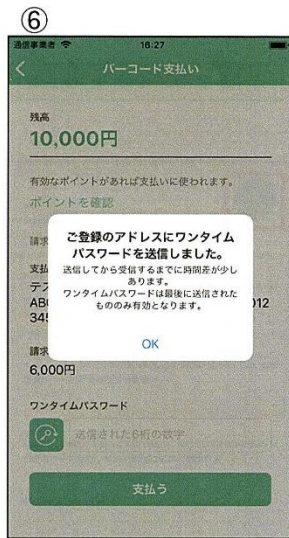 ⑥
通信事業者 16:27
バーコード支払い
残高
10,000円
有効なポイントがあれば支払いに使われます。
ポイントを確認
請求
ご登録のアドレスにワンタイム
パスワードを送信しました。
送信してから受信するまでに時間差が少し
あります。
ワンタイムパスワードは最後に送信された
もののみ有効となります。
OK
支払
テス
ABC
012
345
請求
6,000円
ワンタイムパスワード
送信された6桁の数字
支払う